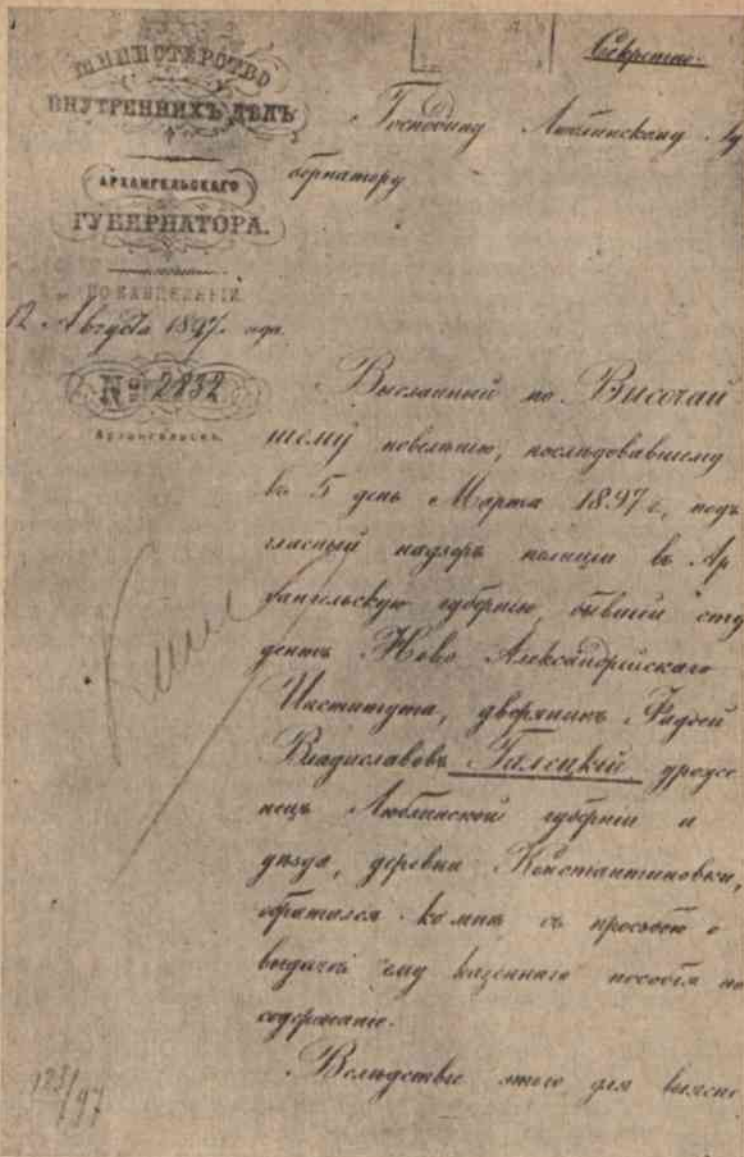 Секретно.
МИНИСТЕРСТВО
ВНУТРЕННИХЪ ДѢЛЪ
АРХАНГЕЛЬСКАГО
ГУБЕРНАТОРА.
ПО КАНЦЕЛЯРІИ.
12 Августа 1897 года
№ 2832
Архангельскъ.
Господину Люблинскому Гу
бернатору
Высланный по Высочай
шему повелѣнію, послѣдовавшему
въ 5 день Марта 1897 г., подъ
гласный надзоръ полиціи въ Ар
хангельскую губернію бывшій сту
дентъ Ново Александрійскаго
Института, дворянинъ Фадей
Владиславовъ Галецкій, уроже
нецъ Люблинской губерніи и
уѣзда, деревни Константиновки,
обратился ко мнѣ съ просьбою о
выдачѣ ему казеннаго пособія на
содержаніе.
Вслѣдствіе этого для выясне
123/97